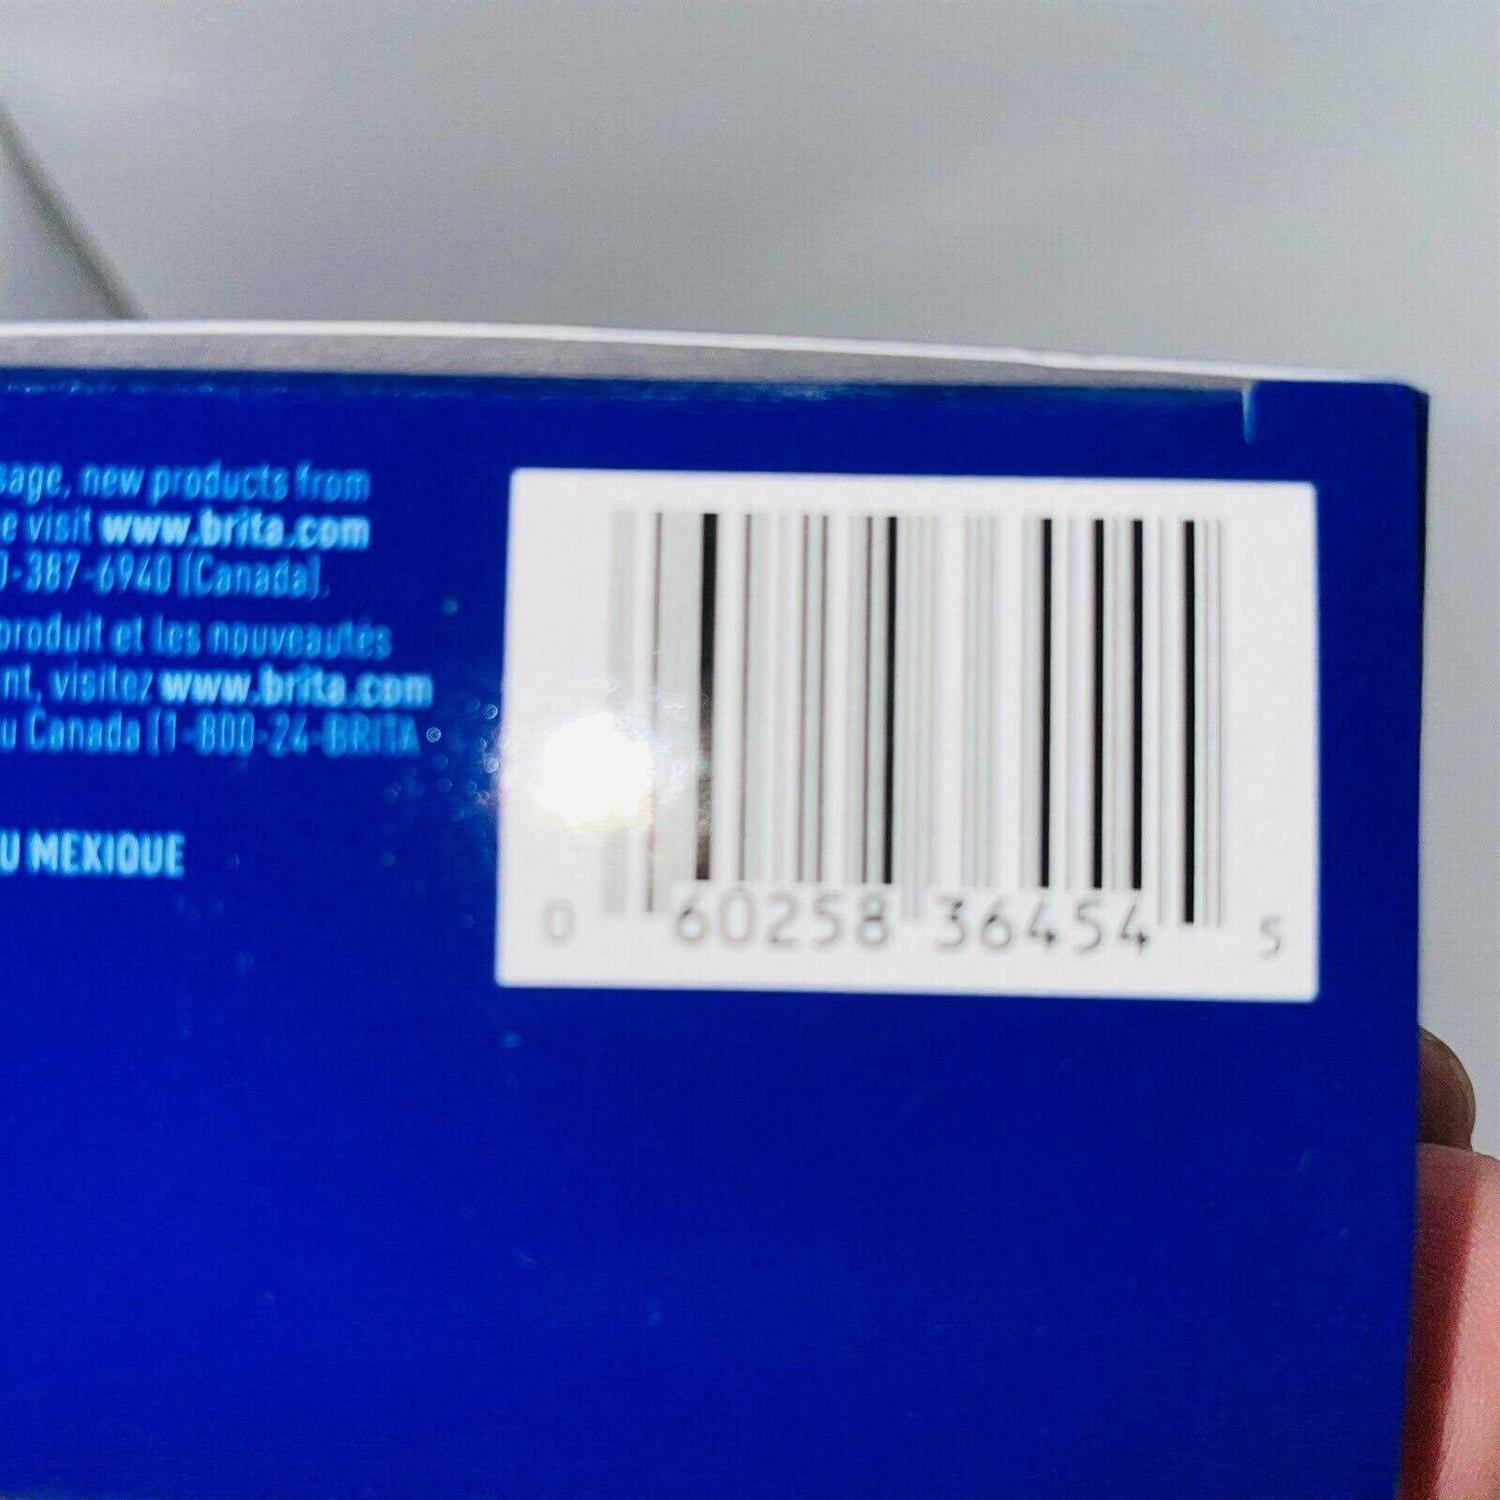 sage, new products from
e visit www.brita.com
0-387-6940 (Canada).
produit et les nouveautés
nt, visitez www.brita.com
u Canada (1-800-24-BRITA
U MEXIQUE
0 60258 36454 5